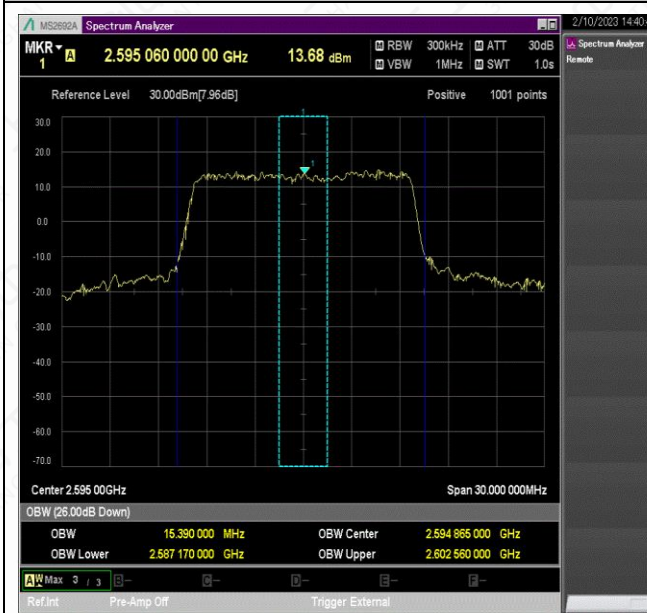 MS2692A Spectrum Analyzer
2/10/2023 14:40:
MKR 1 A 2.595 060 000 00 GHz 13.68 dBm
M RBW 300kHz M ATT 30dB
M VBW 1MHz M SWT 1.0s
Spectrum Analyzer
Remote
Reference Level 30.00dBm[7.96dB] Positive 1001 points
30.0
1
20.0
1
10.0
0.0
-10.0
-20.0
-30.0
-40.0
-50.0
-60.0
-70.0
Center 2.595 00GHz Span 30.000 000MHz
OBW (26.00dB Down)
OBW 15.390 000 MHz OBW Center 2.594 865 000 GHz
OBW Lower 2.587 170 000 GHz OBW Upper 2.602 560 000 GHz
A W Max 3 / 3 B- C- D- E- F-
Ref.Int Pre-Amp Off Trigger External